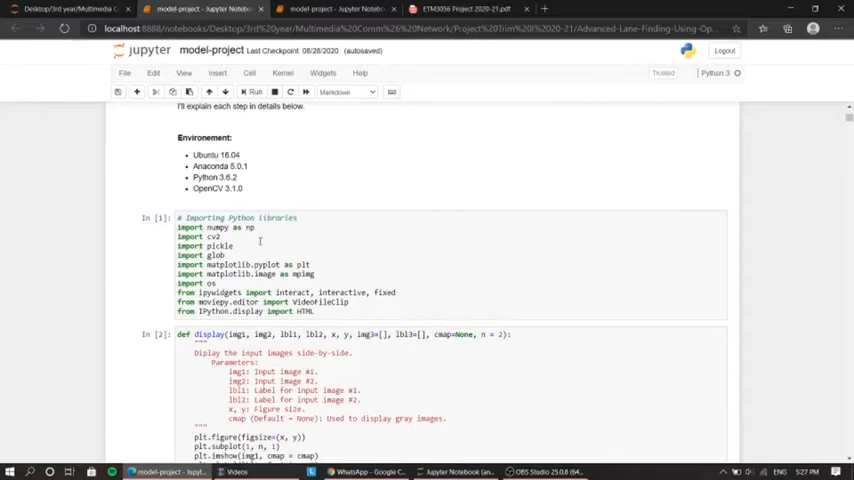 Desktop/3rd year/Multimedia C
model-project - Jupyter Notebook
model-project - Jupyter Notebook
ETM3056 Project 2020-21.pdf
localhost:8888/notebooks/Desktop/3rd%20year/Multimedia%20Comm%26%20Network/Project%20Trim%20I%2020-21/Advanced-Lane-Finding-Using-Op...
jupyter model-project Last Checkpoint: 08/28/2020 (autosaved)
Logout
File Edit View Insert Cell Kernel Widgets Help
Trusted
Python 3
Run
Markdown
I'll explain each step in details below.
Environement:
Ubuntu 16.04
Anaconda 5.0.1
Python 3.6.2
OpenCV 3.1.0
In [1]:
# Importing Python libraries
import numpy as np
import cv2
import pickle
import glob
import matplotlib.pyplot as plt
import matplotlib.image as mpimg
import os
from ipywidgets import interact, interactive, fixed
from moviepy.editor import VideoFileClip
from IPython.display import HTML
In [2]:
def display(img1, img2, lbl1, lbl2, x, y, img3=[], lbl3=[], cmap=None, n = 2):
"""
Diplay the input images side-by-side.
Parameters:
img1: Input image #1.
img2: Input image #2.
lbl1: Label for input image #1.
lbl2: Label for input image #2.
x, y: Figure size.
cmap (Default = None): Used to display gray images.
"""
plt.figure(figsize=(x, y))
plt.subplot(1, n, 1)
plt.imshow(img1, cmap = cmap)
model-project - Jupyt...
Videos
WhatsApp - Google C...
Jupyter Notebook (an...
OBS Studio 25.0.8 (64...
ENG
5:27 PM